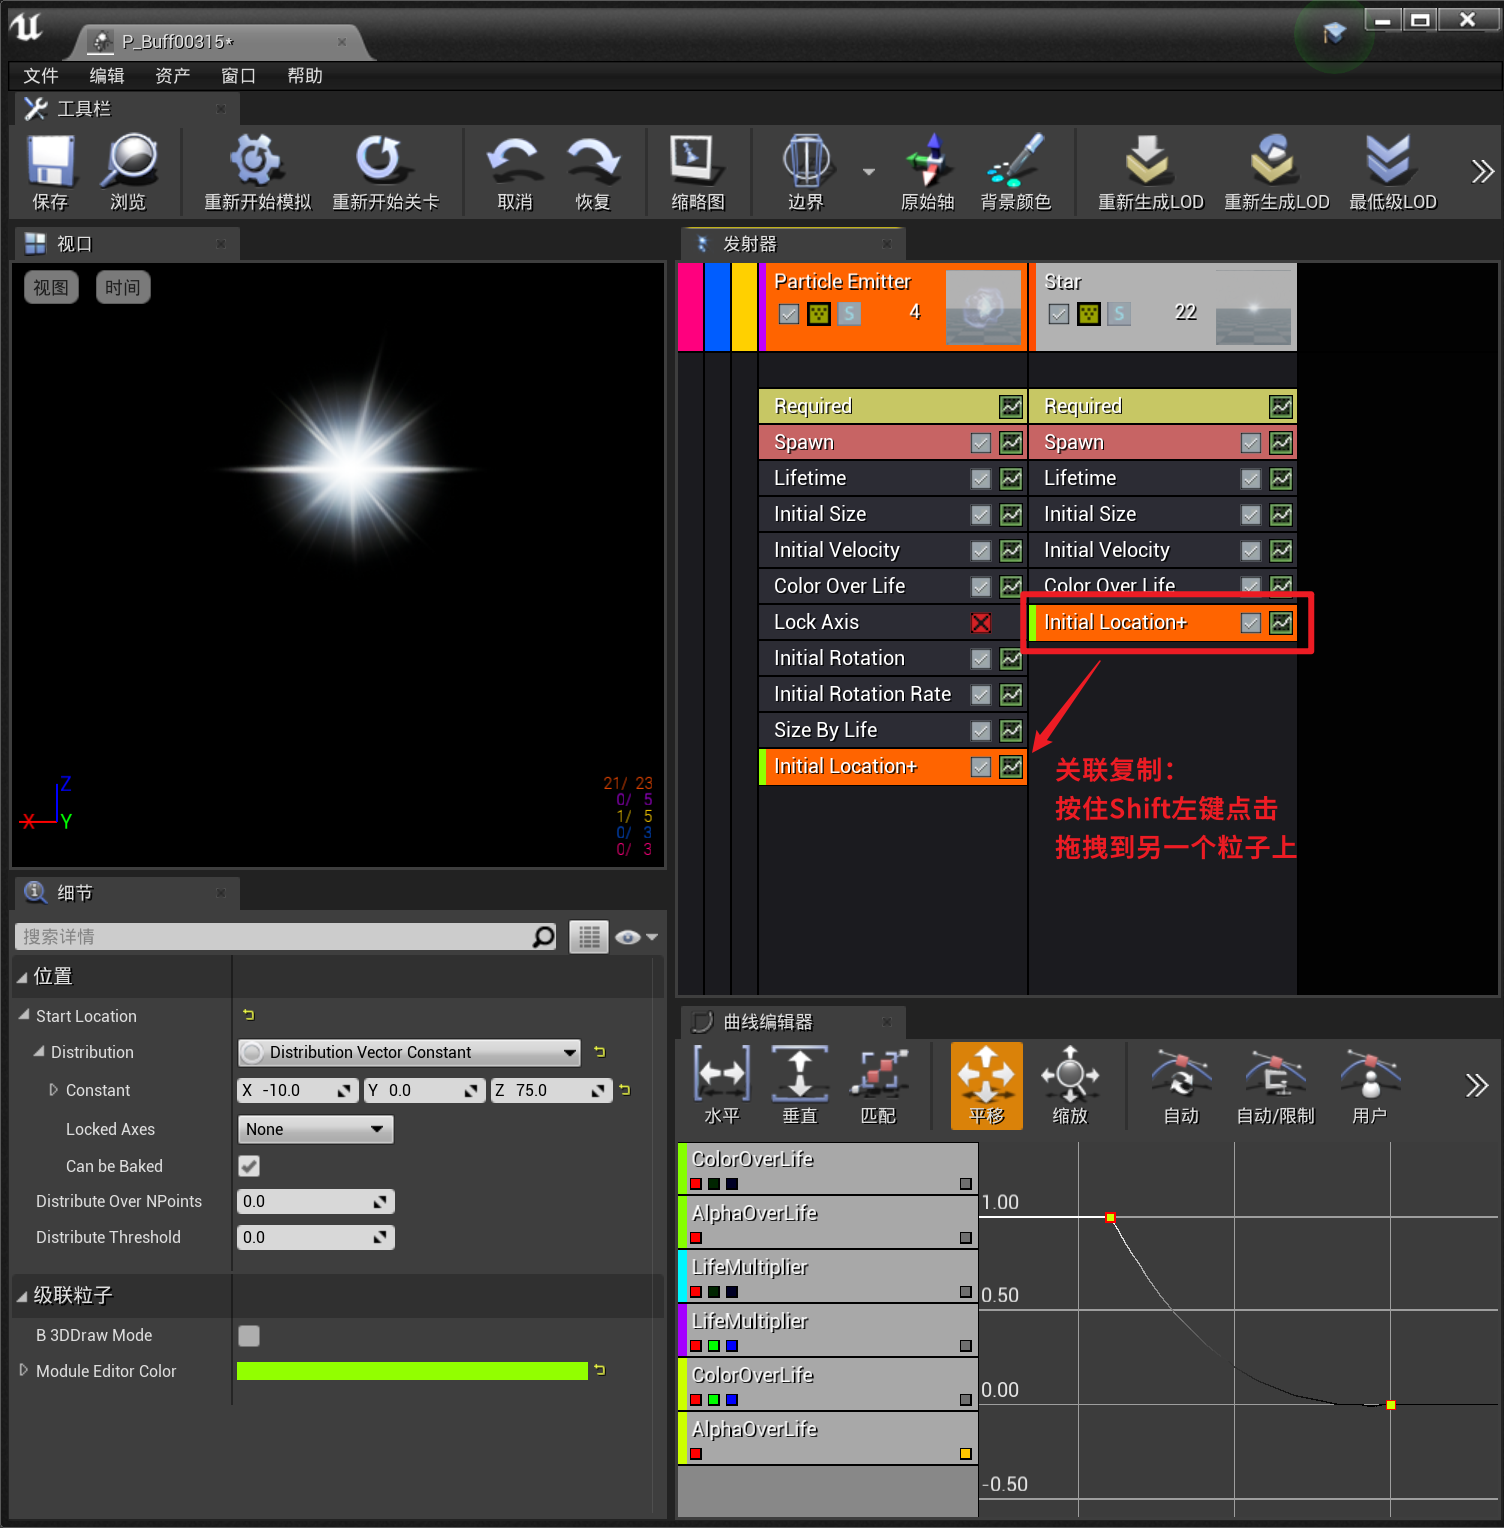 P_Buff00315*
文件 编辑 资产 窗口 帮助
工具栏
保存 浏览 重新开始模拟 重新开始关卡 取消 恢复 缩略图 边界 原始轴 背景颜色 重新生成LOD 重新生成LOD 最低级LOD
视口
视图 时间
Z
X
Y
21/ 23
0/ 5
1/ 5
0/ 3
0/ 3
发射器
Particle Emitter
S 4
Star
S 22
Required
Spawn
Lifetime
Initial Size
Initial Velocity
Color Over Life
Lock Axis
Initial Rotation
Initial Rotation Rate
Size By Life
Initial Location+
Required
Spawn
Lifetime
Initial Size
Initial Velocity
Color Over Life
Initial Location+
关联复制：
按住Shift左键点击
拖拽到另一个粒子上
细节
搜索详情
位置
Start Location
Distribution Distribution Vector Constant
Constant X -10.0 Y 0.0 Z 75.0
Locked Axes None
Can be Baked
Distribute Over NPoints 0.0
Distribute Threshold 0.0
级联粒子
B 3DDraw Mode
Module Editor Color
曲线编辑器
水平 垂直 匹配 平移 缩放 自动 自动/限制 用户
ColorOverLife
AlphaOverLife
LifeMultiplier
LifeMultiplier
ColorOverLife
AlphaOverLife
1.00
0.50
0.00
-0.50